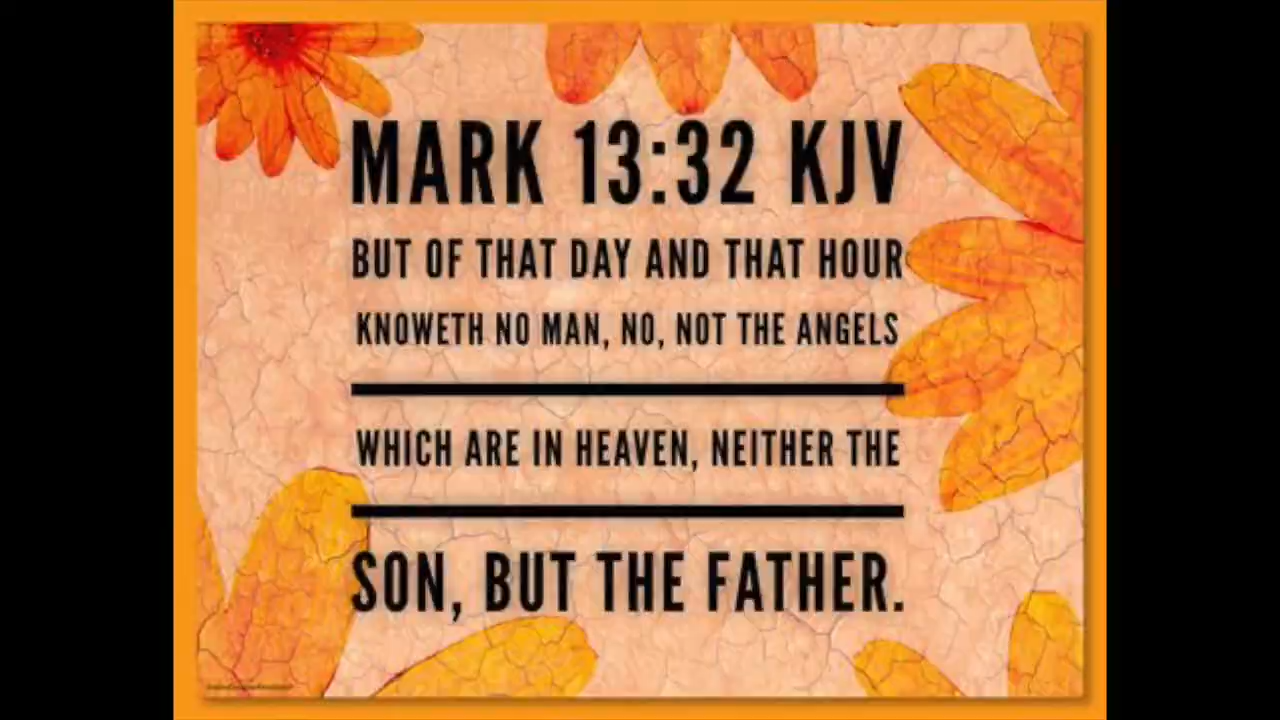 MARK 13:32 KJV
BUT OF THAT DAY AND THAT HOUR
KNOWETH NO MAN, NO, NOT THE ANGELS
WHICH ARE IN HEAVEN, NEITHER THE
SON, BUT THE FATHER.